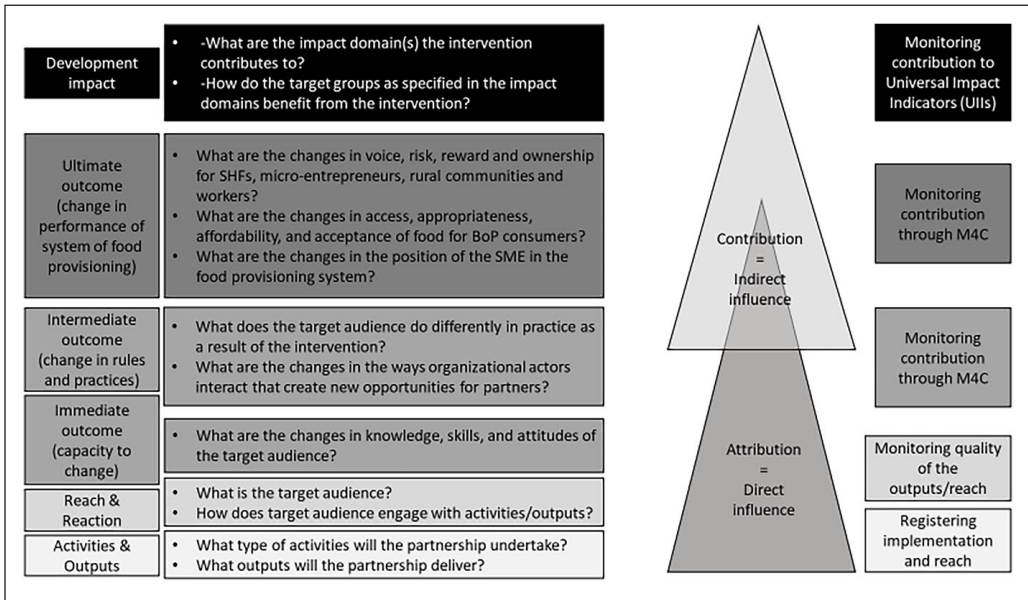 Development
impact
• -What are the impact domain(s) the intervention
contributes to?
• -How do the target groups as specified in the impact
domains benefit from the intervention?
Ultimate
outcome
(change in
performance of
system of food
provisioning)
• What are the changes in voice, risk, reward and ownership
for SHFs, micro-entrepreneurs, rural communities and
workers?
• What are the changes in access, appropriateness,
affordability, and acceptance of food for BoP consumers?
• What are the changes in the position of the SME in the
food provisioning system?
Intermediate
outcome
(change in rules
and practices)
• What does the target audience do differently in practice as
a result of the intervention?
• What are the changes in the ways organizational actors
interact that create new opportunities for partners?
Immediate
outcome
(capacity to
change)
• What are the changes in knowledge, skills, and attitudes of
the target audience?
Reach &
Reaction
• What is the target audience?
• How does target audience engage with activities/outputs?
Activities &
Outputs
• What type of activities will the partnership undertake?
• What outputs will the partnership deliver?
Contribution
=
Indirect
influence
Attribution
=
Direct
influence
Monitoring
contribution to
Universal Impact
Indicators (UIIs)
Monitoring
contribution
through M4C
Monitoring
contribution
through M4C
Monitoring quality
of the
outputs/reach
Registering
implementation
and reach